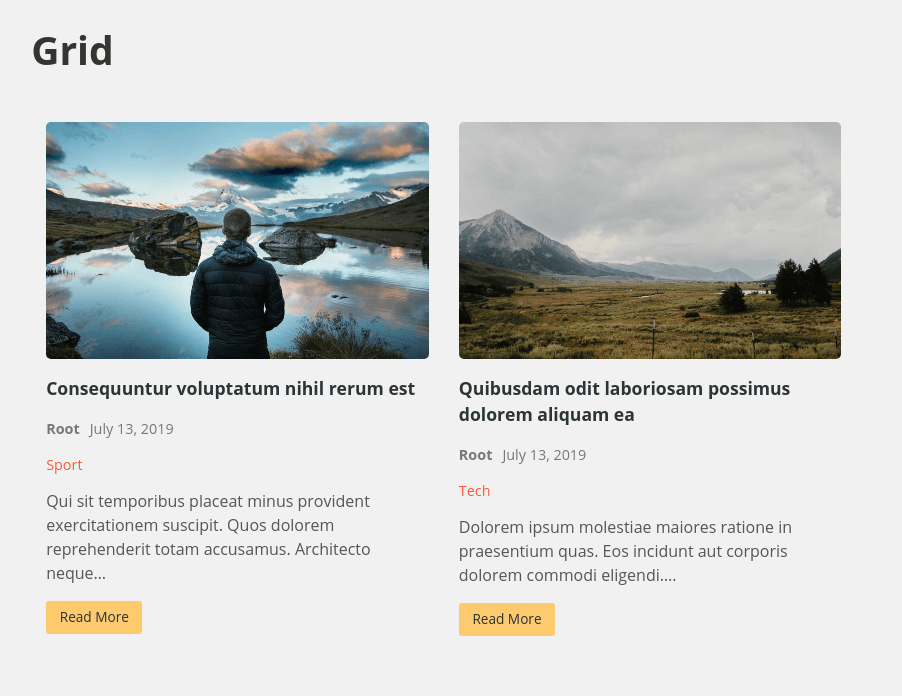 Grid
Consequuntur voluptatum nihil rerum est
Root July 13, 2019
Sport
Qui sit temporibus placeat minus provident
exercitationem suscipit. Quos dolorem
reprehenderit totam accusamus. Architecto
neque...
Read More
Quibusdam odit laboriosam possimus
dolorem aliquam ea
Root July 13, 2019
Tech
Dolorem ipsum molestiae maiores ratione in
praesentium quas. Eos incidunt aut corporis
dolorem commodi eligendi....
Read More